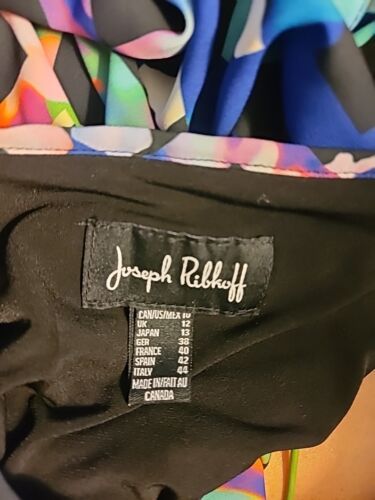 Joseph Ribkoff
CAN/US/MEX 10
UK 12
JAPAN 13
GER 38
FRANCE 40
SPAIN 42
ITALY 44
MADE IN/FAIT AU
CANADA